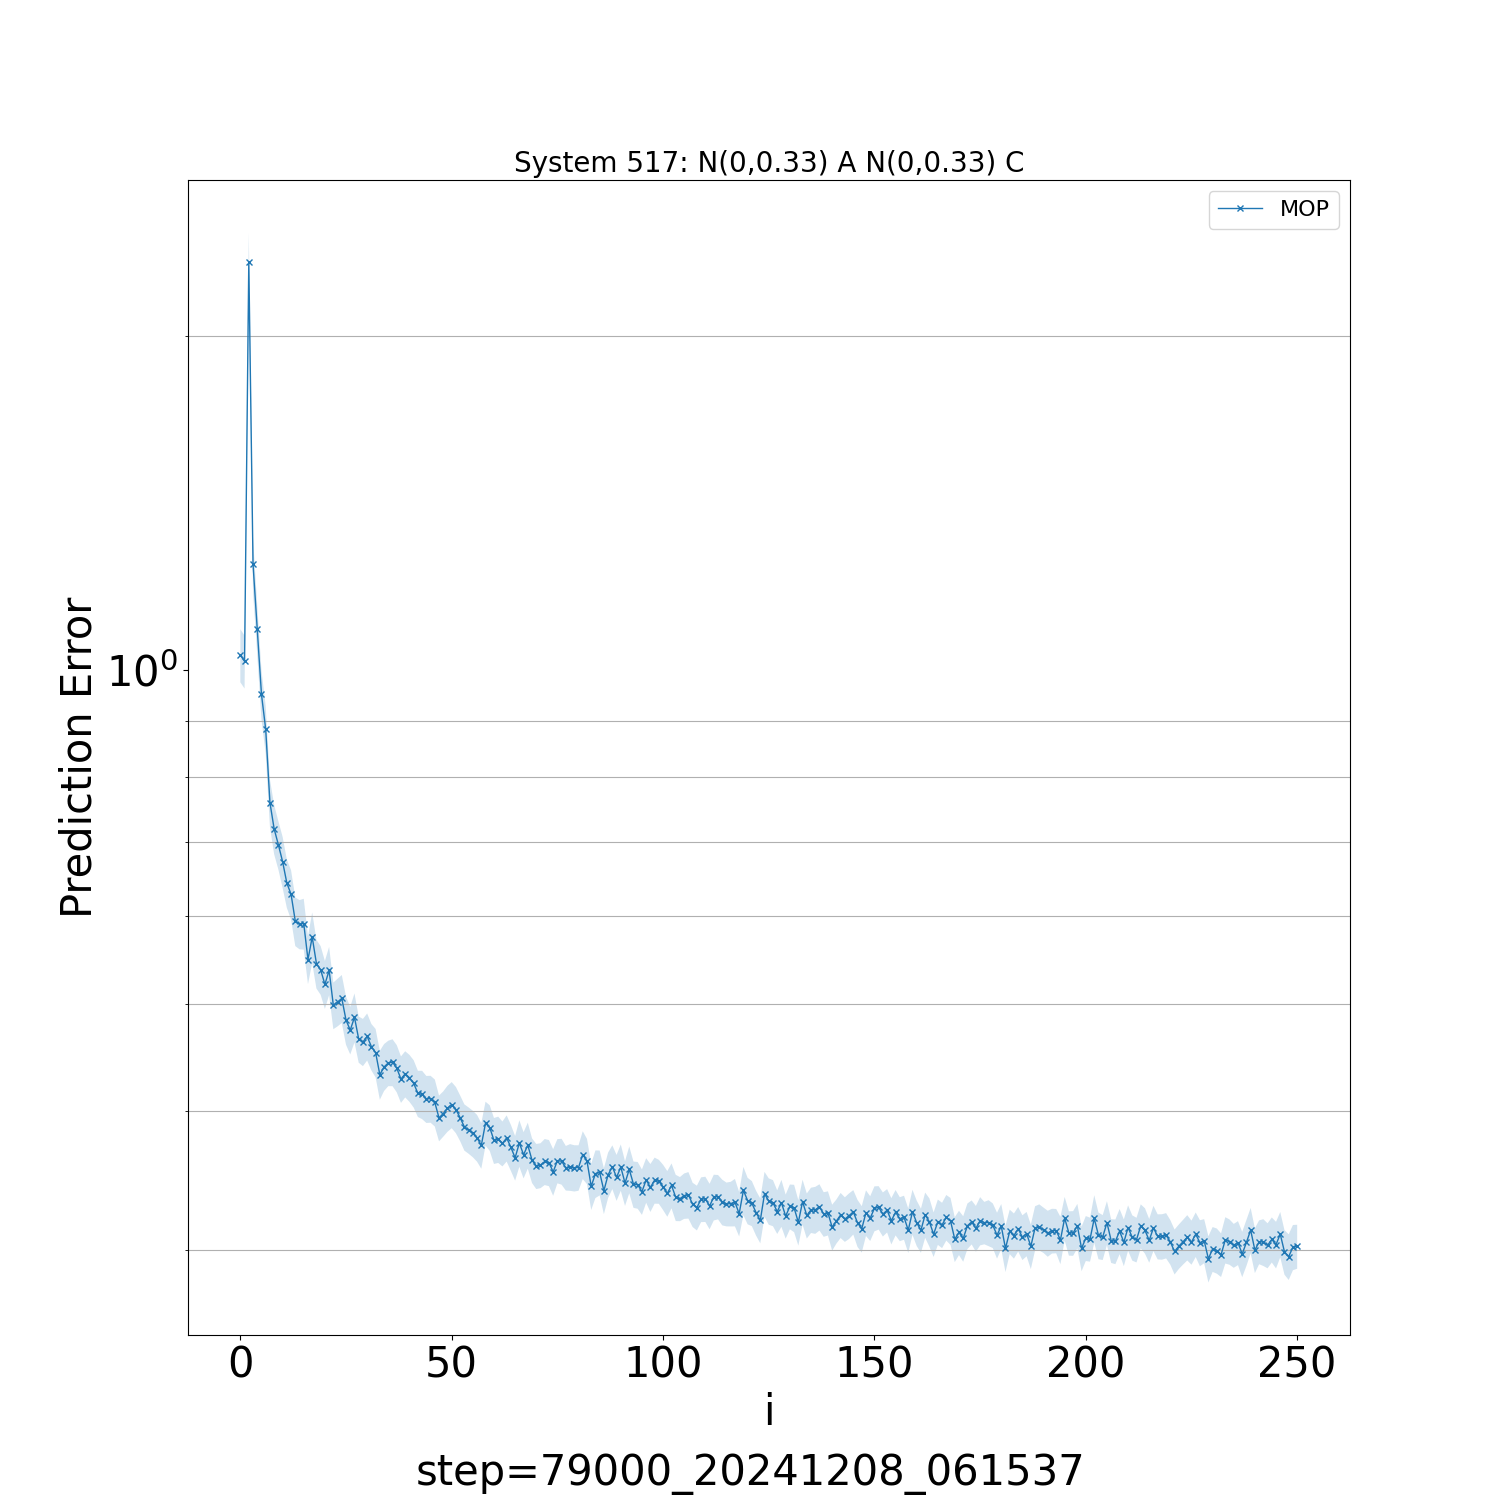 System 517: N(0,0.33) A N(0,0.33) C
MOP
Prediction Error
10⁰
0 50 100 150 200 250
i
step=79000_20241208_061537